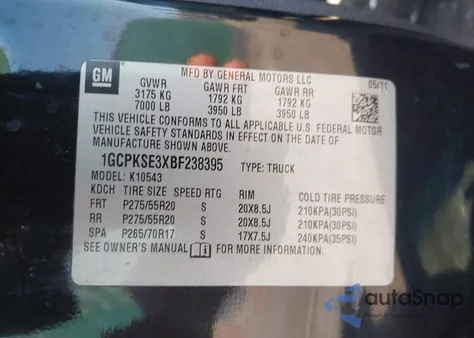 GM
MFD BY GENERAL MOTORS LLC
05/11
GVWR GAWR FRT GAWR RR
3175 KG 1792 KG 1792 KG
7000 LB 3950 LB 3950 LB
THIS VEHICLE CONFORMS TO ALL APPLICABLE U.S. FEDERAL MOTOR
VEHICLE SAFETY STANDARDS IN EFFECT ON THE DATE OF
MANUFACTURE SHOWN ABOVE.
1GCPKSE3XBF238395 TYPE: TRUCK
MODEL: K10543
KDCH TIRE SIZE SPEED RTG RIM COLD TIRE PRESSURE
FRT P275/55R20 S 20X8.5J 210KPA(30PSI)
RR P275/55R20 S 20X8.5J 210KPA(30PSI)
SPA P265/70R17 S 17X7.5J 240KPA(35PSI)
SEE OWNER'S MANUAL FOR MORE INFORMATION
autoSnap